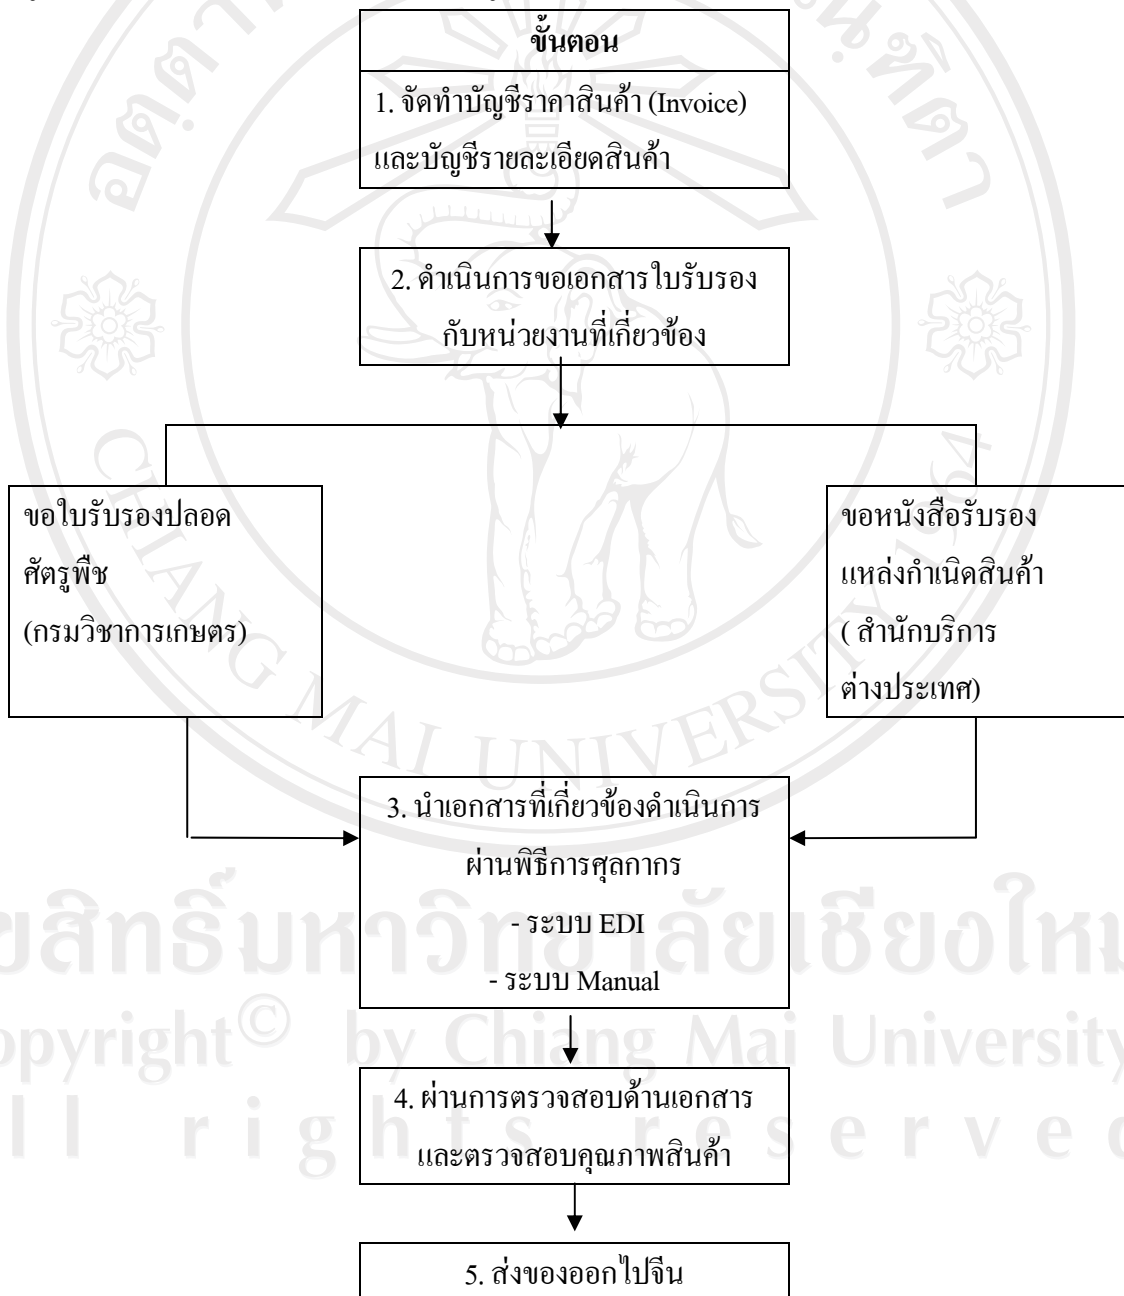 ขั้นตอน
1. จัดทำบัญชีราคาสินค้า (Invoice)
และบัญชีรายละเอียดสินค้า
2. ดำเนินการขอเอกสารใบรับรอง
กับหน่วยงานที่เกี่ยวข้อง
ขอใบรับรองปลอด
ศัตรูพืช
(กรมวิชาการเกษตร)
ขอหนังสือรับรอง
แหล่งกำเนิดสินค้า
( สำนักบริการ
ต่างประเทศ)
3. นำเอกสารที่เกี่ยวข้องดำเนินการ
ผ่านพิธีการศุลกากร
- ระบบ EDI
- ระบบ Manual
4. ผ่านการตรวจสอบด้านเอกสาร
และตรวจสอบคุณภาพสินค้า
5. ส่งของออกไปจีน
CHIANG MAI UNIVERSITY 1964
ยสิทธิ์มหาวิทยาลัยเชียงใหม
opyright© by Chiang Mai University
ll rights reserved